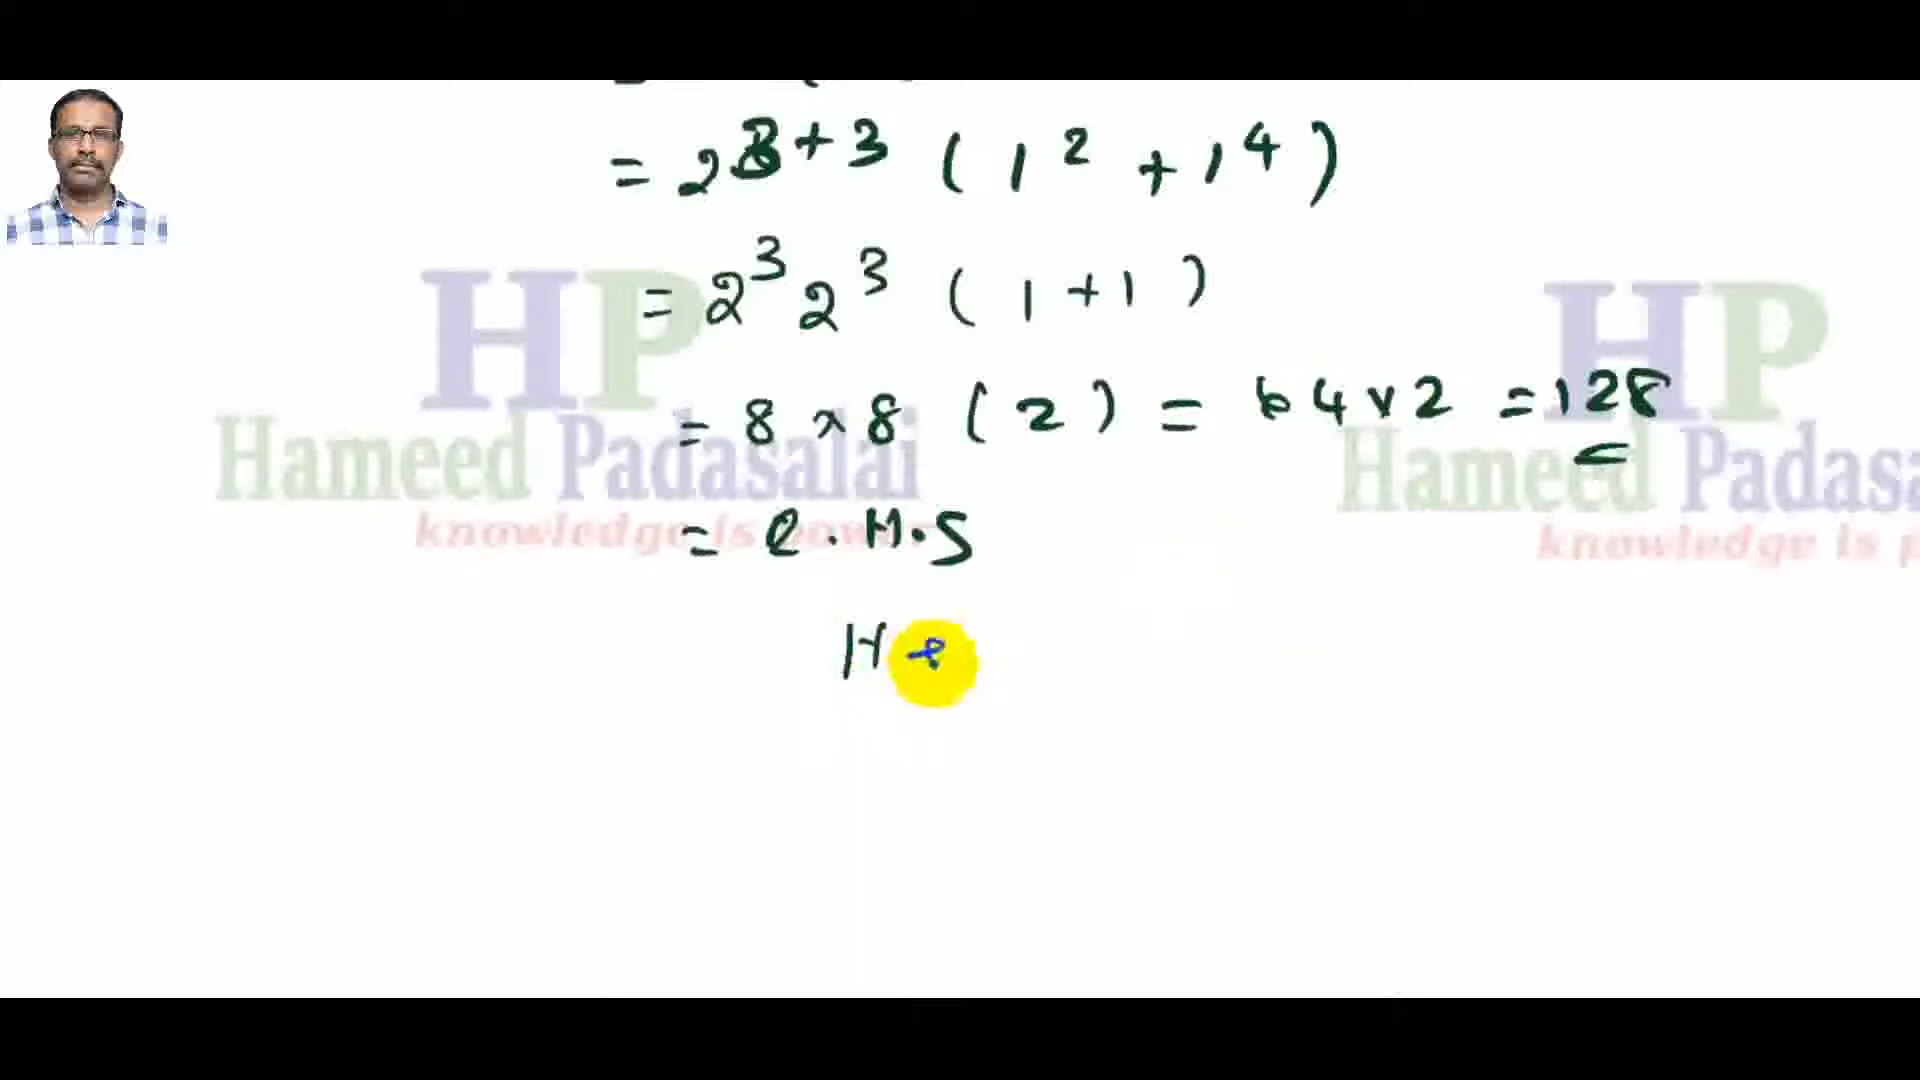 = 2^3+3 ( 1^2 + 1^4 )
= 2^3 2^3 ( 1 + 1 )
= 8 × 8 ( 2 ) = 64 × 2 = 128
= R.H.S
H
HP
Hameed Padasalai
knowledge is power
HP
Hameed Padasa
knowledge is p